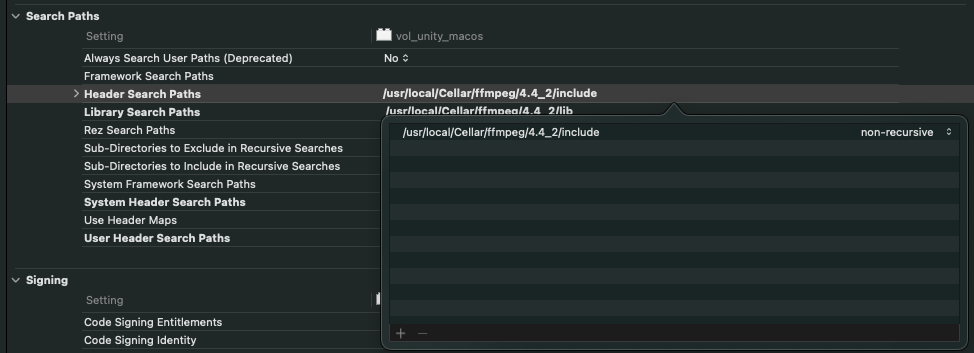 Search Paths
Setting vol_unity_macos
Always Search User Paths (Deprecated) No
Framework Search Paths
Header Search Paths /usr/local/Cellar/ffmpeg/4.4_2/include
Library Search Paths /usr/local/Cellar/ffmpeg/4.4_2/lib
/usr/local/Cellar/ffmpeg/4.4_2/include non-recursive
Rez Search Paths
Sub-Directories to Exclude in Recursive Searches
Sub-Directories to Include in Recursive Searches
System Framework Search Paths
System Header Search Paths
Use Header Maps
User Header Search Paths
Signing
Setting
Code Signing Entitlements
Code Signing Identity